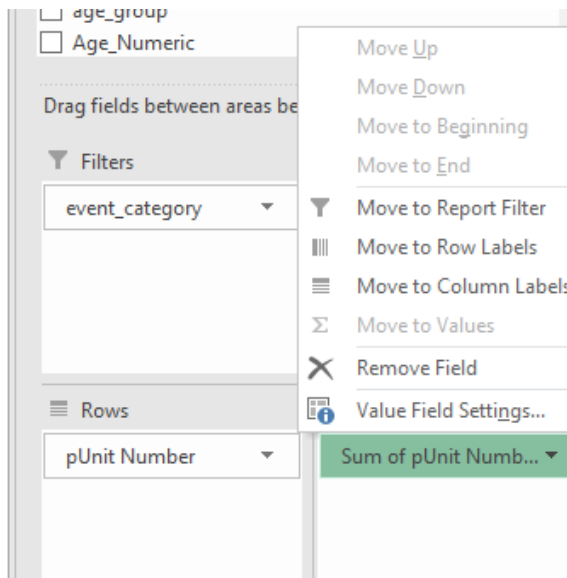 age_group
Age_Numeric
Drag fields between areas be
Filters
event_category
Rows
pUnit Number
Move Up
Move Down
Move to Beginning
Move to End
Move to Report Filter
Move to Row Labels
Move to Column Labels
Move to Values
Remove Field
Value Field Settings...
Sum of pUnit Numb...